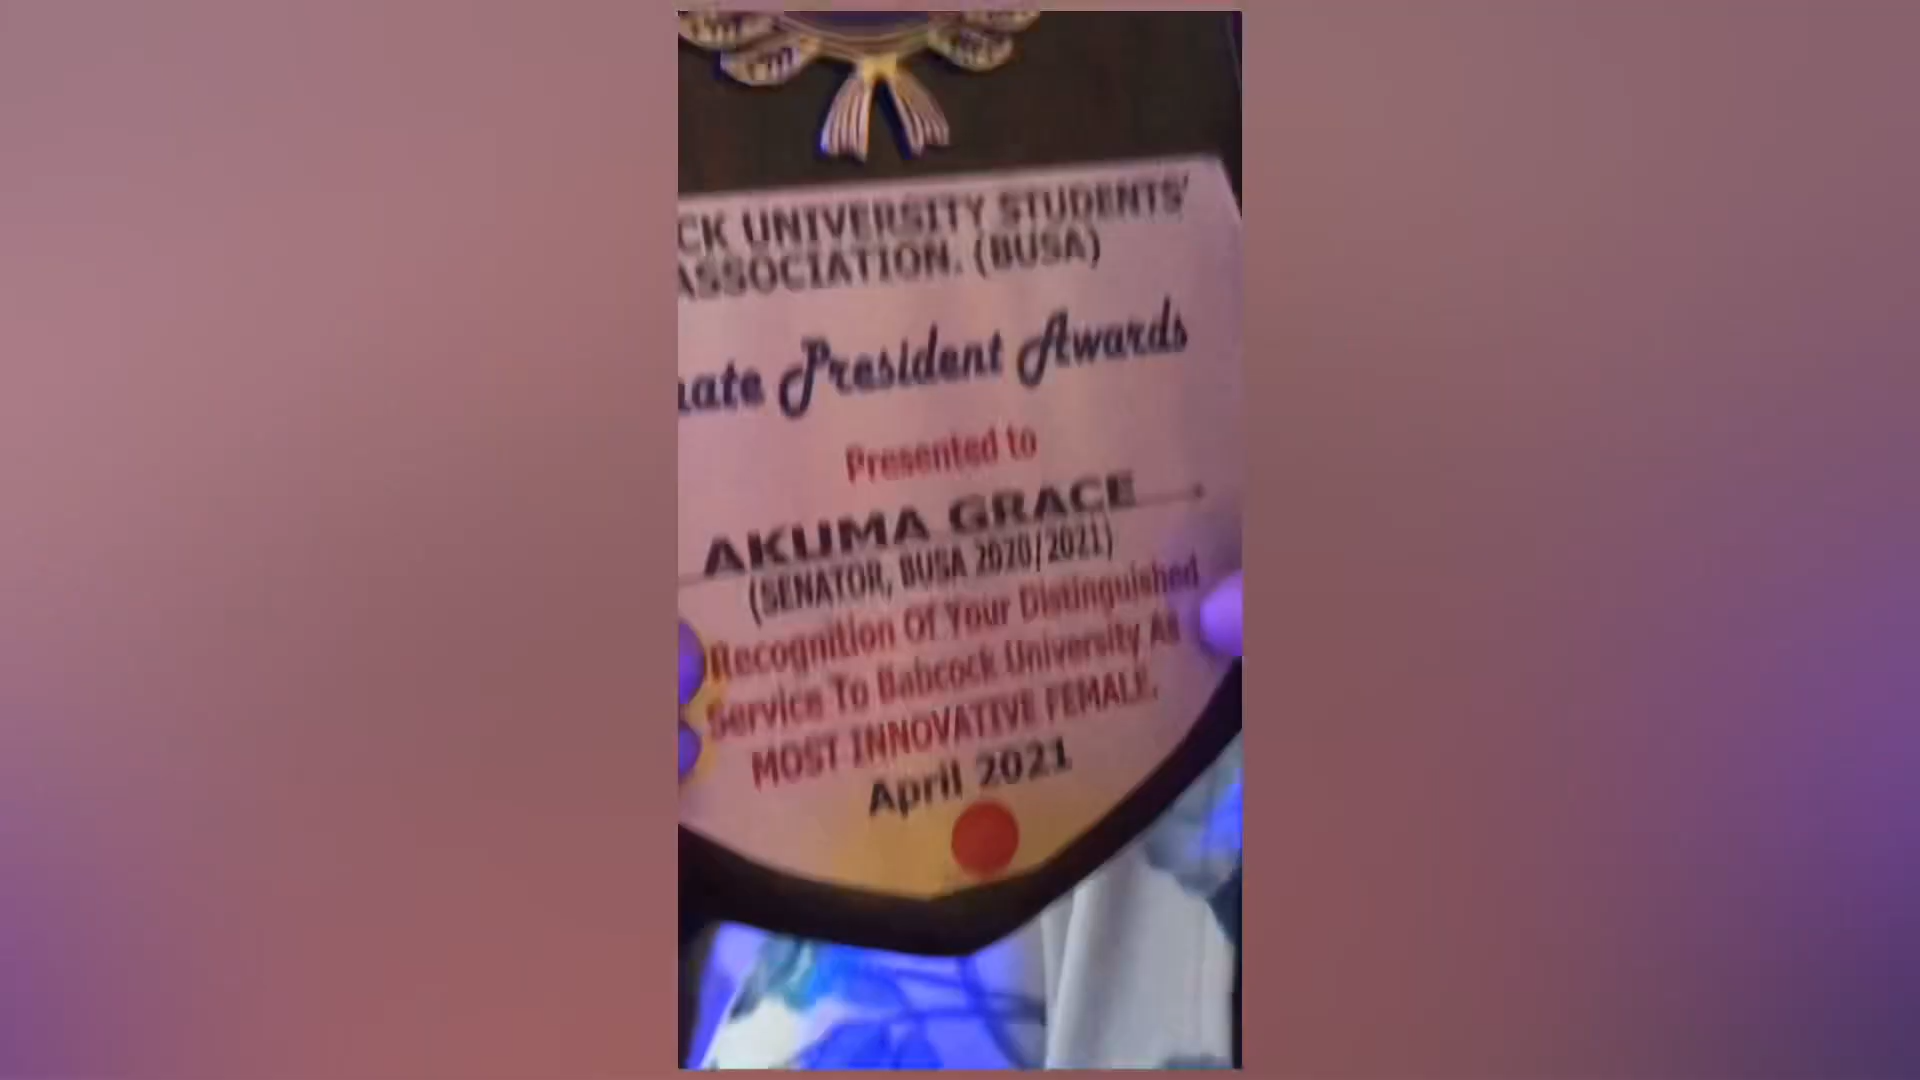 CK UNIVERSITY STUDENTS'
ASSOCIATION. (BUSA)
nate President Awards
Presented to
AKUMA GRACE
(SENATOR, BUSA 2020/2021)
Recognition Of Your Distinguished
Service To Babcock University As
MOST INNOVATIVE FEMALE.
April 2021